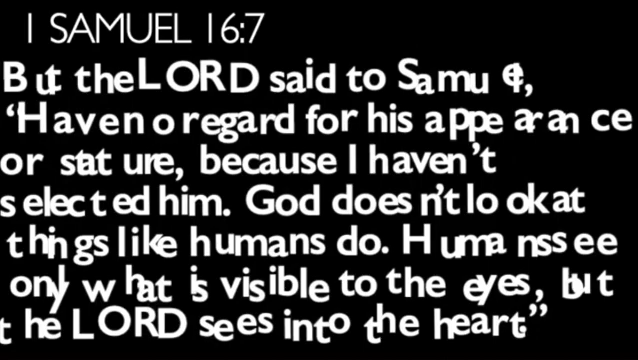 1 SAMUEL 16:7
But the LORD said to Samuel,
“Have no regard for his appearance
or stature, because I haven’t
selected him. God doesn’t look at
things like humans do. Humans see
only what is visible to the eyes, but
the LORD sees into the heart.”